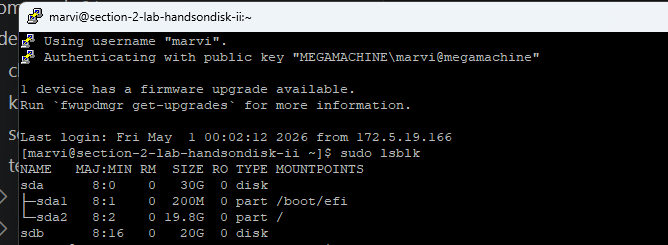 marvi@section-2-lab-handsondisk-ii:~
Using username "marvi".
Authenticating with public key "MEGAMACHINE\marvi@megamachine"
1 device has a firmware upgrade available.
Run `fwupdmgr get-upgrades` for more information.
Last login: Fri May  1 00:02:12 2026 from 172.5.19.166
[marvi@section-2-lab-handsondisk-ii ~]$ sudo lsblk
NAME   MAJ:MIN RM  SIZE RO TYPE MOUNTPOINTS
sda      8:0    0   30G  0 disk
├─sda1   8:1    0  200M  0 part /boot/efi
└─sda2   8:2    0 19.8G  0 part /
sdb      8:16   0   20G  0 disk